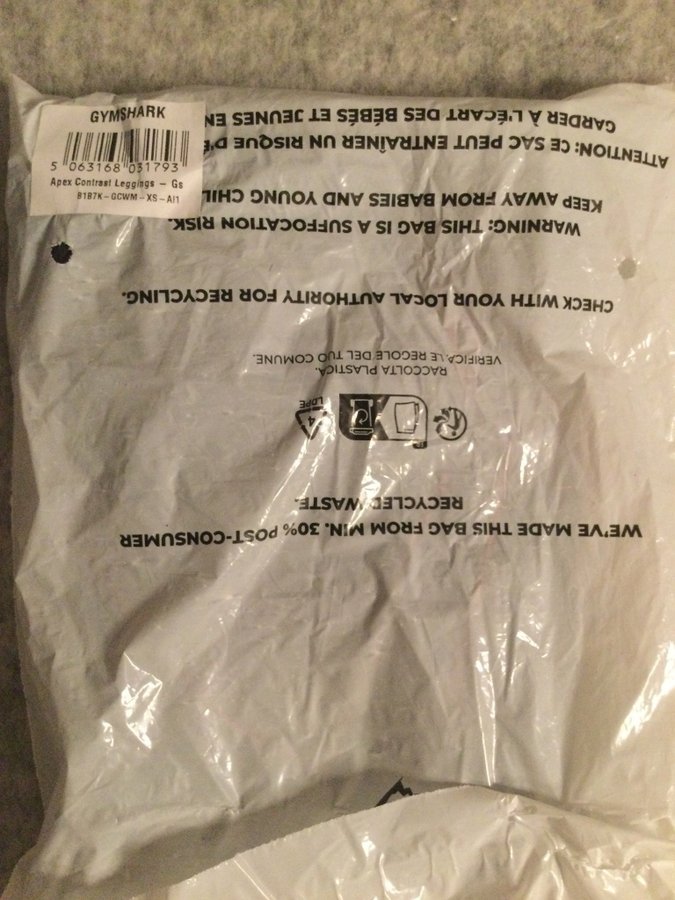 GYMSHARK
5 063168 031793
Apex Contrast Leggings - Gs
B1B7K-GCWM-XS-AI1
WE'VE MADE THIS BAG FROM MIN. 30% POST-CONSUMER
RECYCLED WASTE.
4
LDPE
RACCOLTA PLASTICA.
VERIFICA LE REGOLE DEL TUO COMUNE.
CHECK WITH YOUR LOCAL AUTHORITY FOR RECYCLING.
WARNING: THIS BAG IS A SUFFOCATION RISK.
KEEP AWAY FROM BABIES AND YOUNG CHIL
ATTENTION: CE SAC PEUT ENTRAÎNER UN RISQUE D'É
GARDER À L'ÉCART DES BÉBÉS ET JEUNES EN